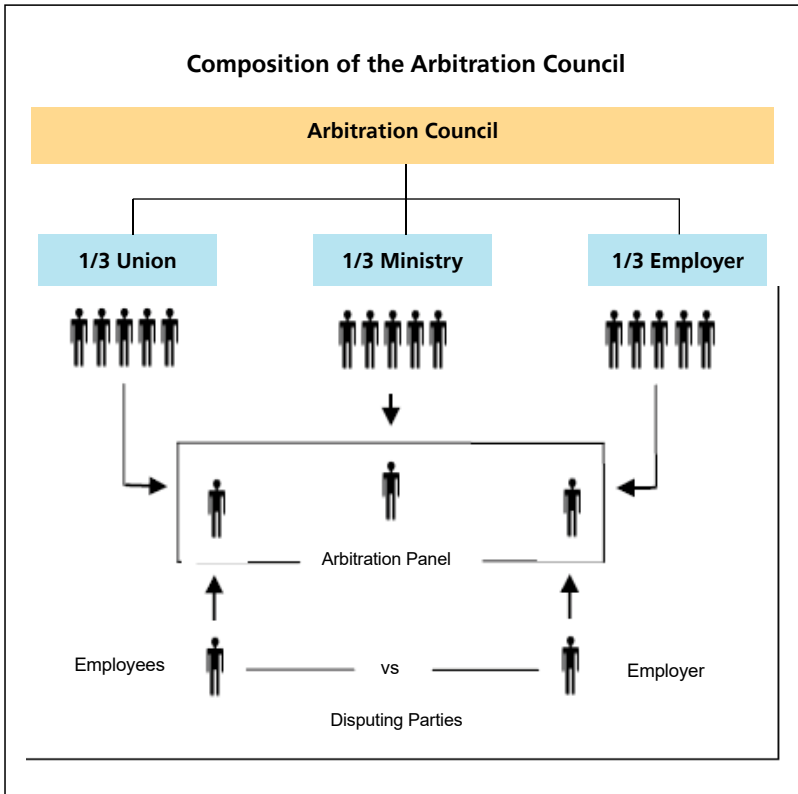 Composition of the Arbitration Council
Arbitration Council
1/3 Union
1/3 Ministry
1/3 Employer
Arbitration Panel
Employees
vs
Employer
Disputing Parties